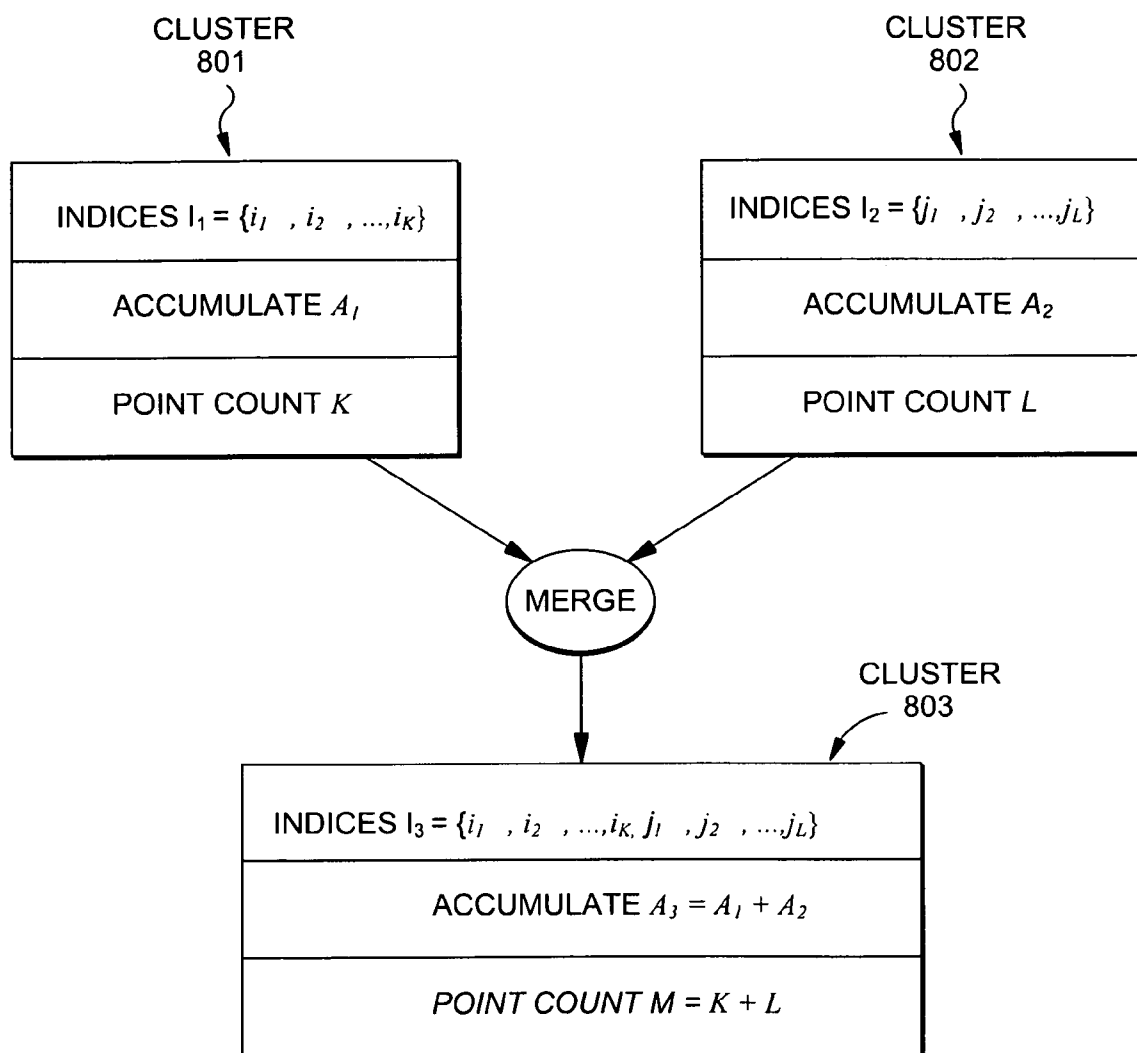 CLUSTER
801
CLUSTER
802
INDICES I₁ = {i₁ , i₂ , ...,i_K}
INDICES I₂ = {j₁ , j₂ , ...,j_L}
ACCUMULATE A₁
ACCUMULATE A₂
POINT COUNT K
POINT COUNT L
MERGE
CLUSTER
803
INDICES I₃ = {i₁ , i₂ , ...,i_K, j₁ , j₂ , ...,j_L}
ACCUMULATE A₃ = A₁ + A₂
POINT COUNT M = K + L